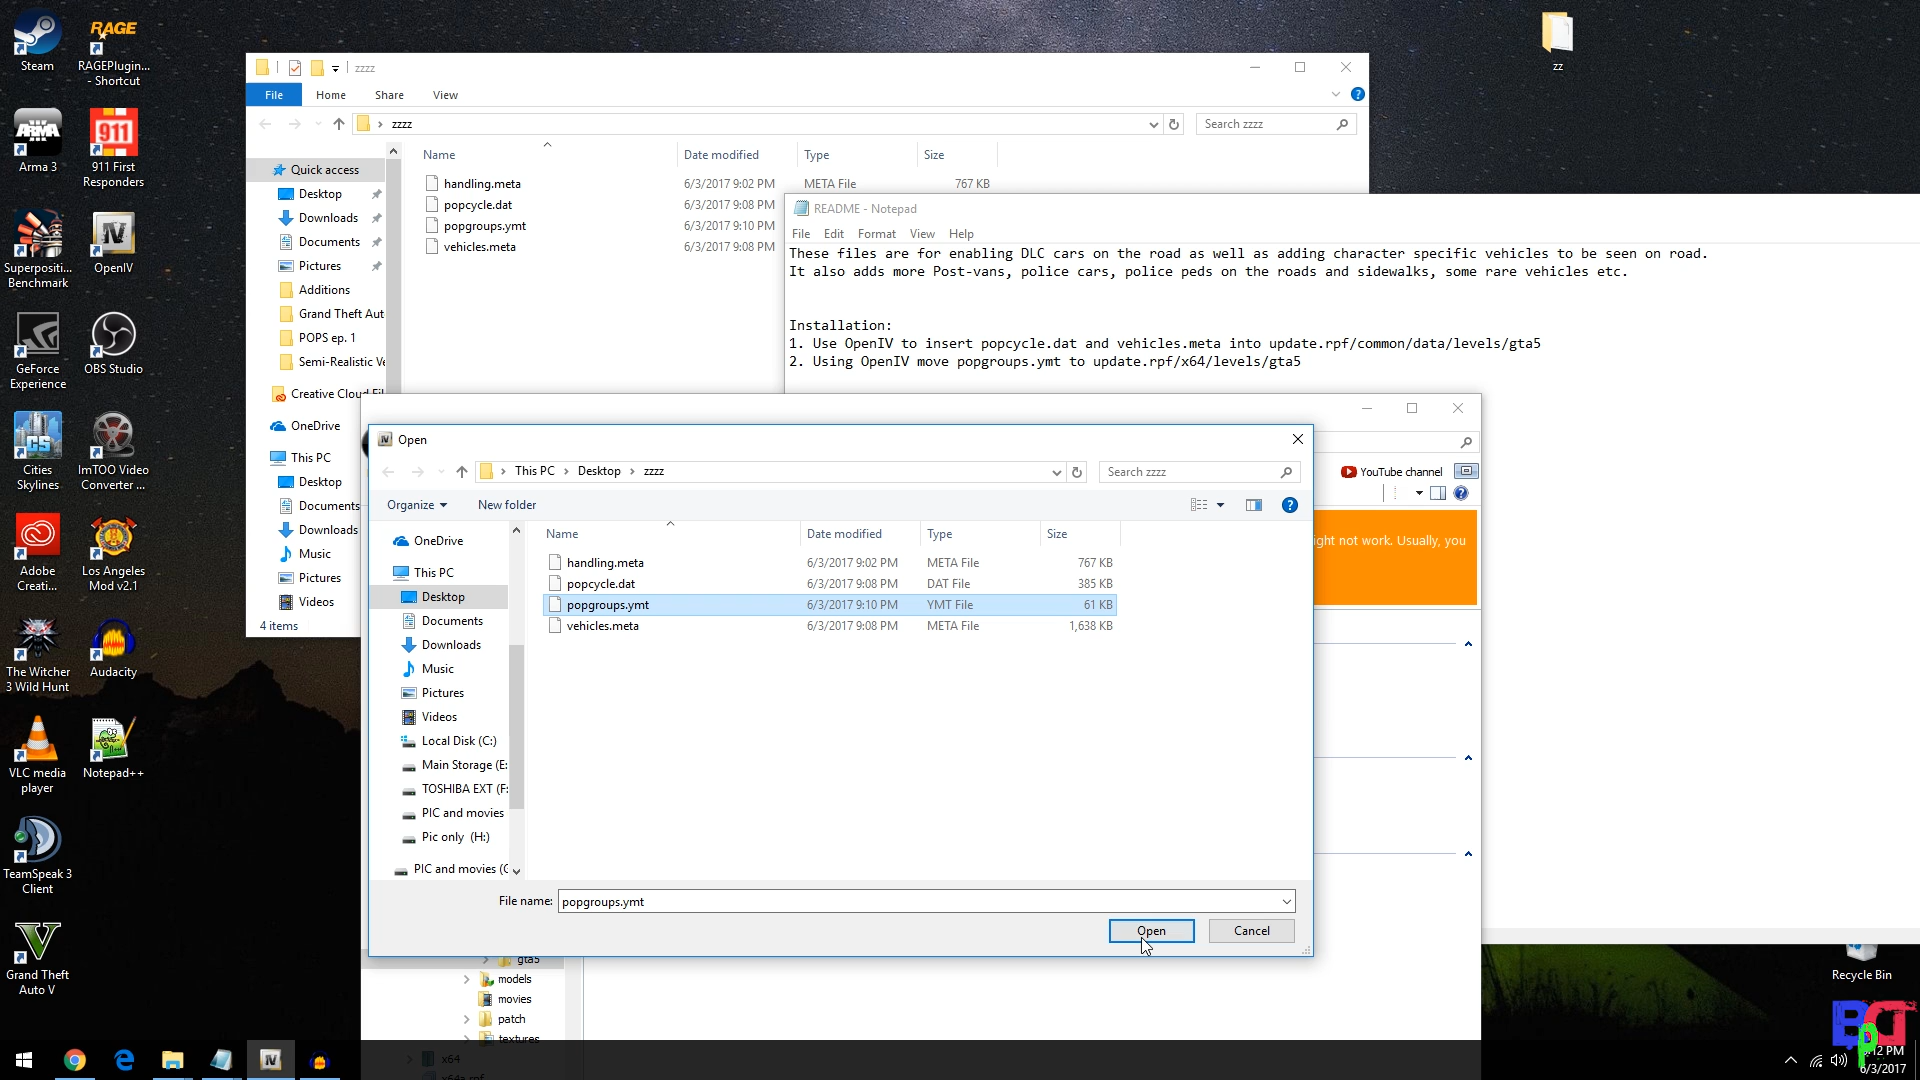 Steam
RAGEPlugin...
- Shortcut
Arma 3
911 First
Responders
Superpositi...
Benchmark
OpenIV
GeForce
Experience
OBS Studio
Cities
Skylines
ImTOO Video
Converter ...
Adobe
Creati...
Los Angeles
Mod v2.1
The Witcher
3 Wild Hunt
Audacity
VLC media
player
Notepad++
TeamSpeak 3
Client
Grand Theft
Auto V
zz
Recycle Bin
zzzz
File Home Share View
zzzz
Search zzzz
Name Date modified Type Size
handling.meta 6/3/2017 9:02 PM META File 767 KB
popcycle.dat 6/3/2017 9:08 PM
popgroups.ymt 6/3/2017 9:10 PM
vehicles.meta 6/3/2017 9:08 PM
Quick access
Desktop
Downloads
Documents
Pictures
Additions
Grand Theft Aut
POPS ep. 1
Semi-Realistic Ve
Creative Cloud Fil
OneDrive
This PC
Desktop
Documents
Downloads
Music
Pictures
Videos
4 items
README - Notepad
File Edit Format View Help
These files are for enabling DLC cars on the road as well as adding character specific vehicles to be seen on road.
It also adds more Post-vans, police cars, police peds on the roads and sidewalks, some rare vehicles etc.
Installation:
1. Use OpenIV to insert popcycle.dat and vehicles.meta into update.rpf/common/data/levels/gta5
2. Using OpenIV move popgroups.ymt to update.rpf/x64/levels/gta5
YouTube channel
ight not work. Usually, you
Open
This PC Desktop zzzz
Search zzzz
Organize New folder
Name Date modified Type Size
handling.meta 6/3/2017 9:02 PM META File 767 KB
popcycle.dat 6/3/2017 9:08 PM DAT File 385 KB
popgroups.ymt 6/3/2017 9:10 PM YMT File 61 KB
vehicles.meta 6/3/2017 9:08 PM META File 1,638 KB
OneDrive
This PC
Desktop
Documents
Downloads
Music
Pictures
Videos
Local Disk (C:)
Main Storage (E:
TOSHIBA EXT (F:
PIC and movies
Pic only (H:)
PIC and movies (G
File name: popgroups.ymt
Open Cancel
gta5
models
movies
patch
textures
x64
x64a.rpf
12 PM
6/3/2017